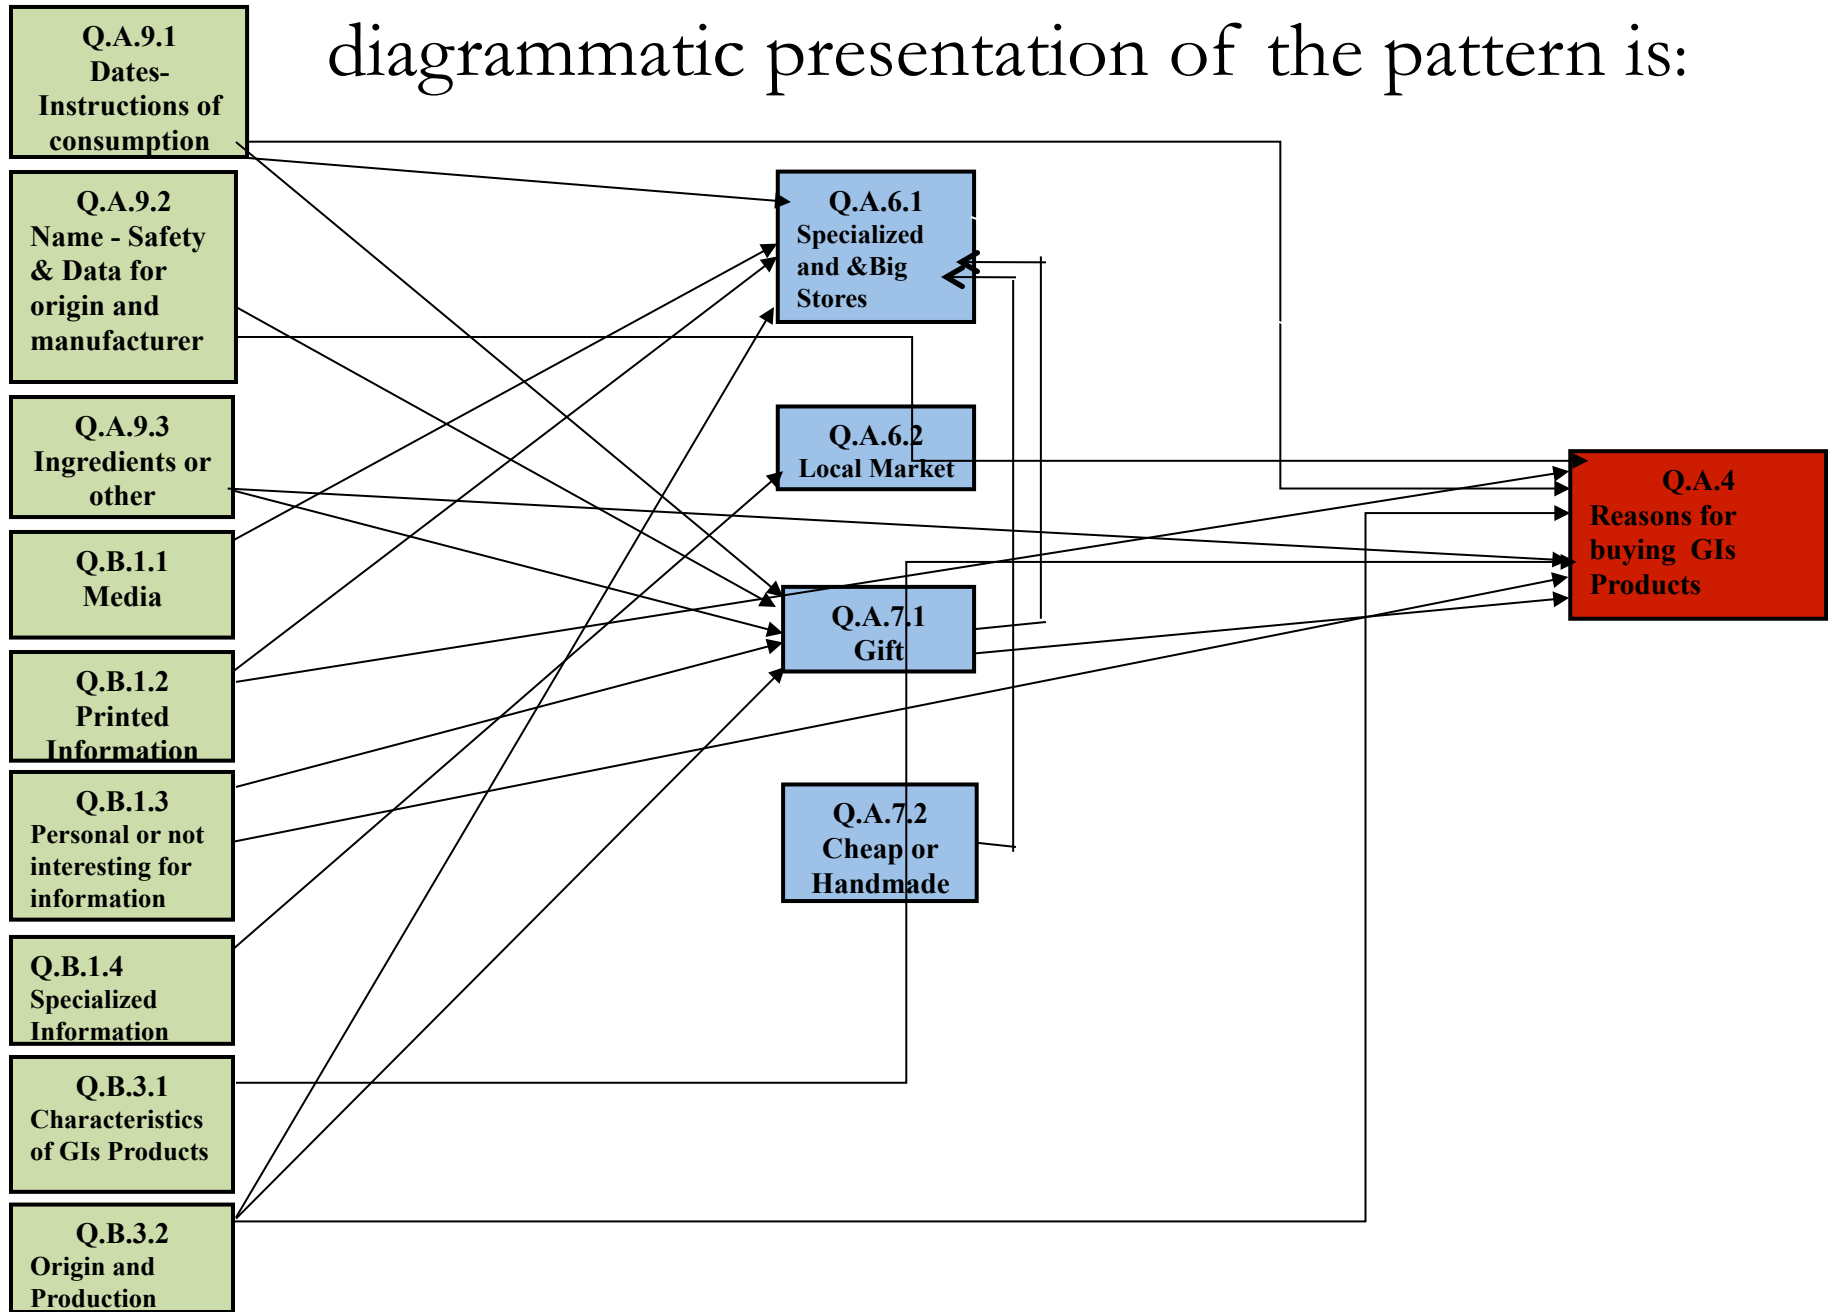 diagrammatic presentation of the pattern is:
Q.A.9.1
Dates-
Instructions of
consumption
Q.A.9.2
Name - Safety
& Data for
origin and
manufacturer
Q.A.9.3
Ingredients or
other
Q.B.1.1
Media
Q.B.1.2
Printed
Information
Q.B.1.3
Personal or not
interesting for
information
Q.B.1.4
Specialized
Information
Q.B.3.1
Characteristics
of GIs Products
Q.B.3.2
Origin and
Production
Q.A.6.1
Specialized
and &Big
Stores
Q.A.6.2
Local Market
Q.A.7.1
Gift
Q.A.7.2
Cheap or
Handmade
Q.A.4
Reasons for
buying GIs
Products